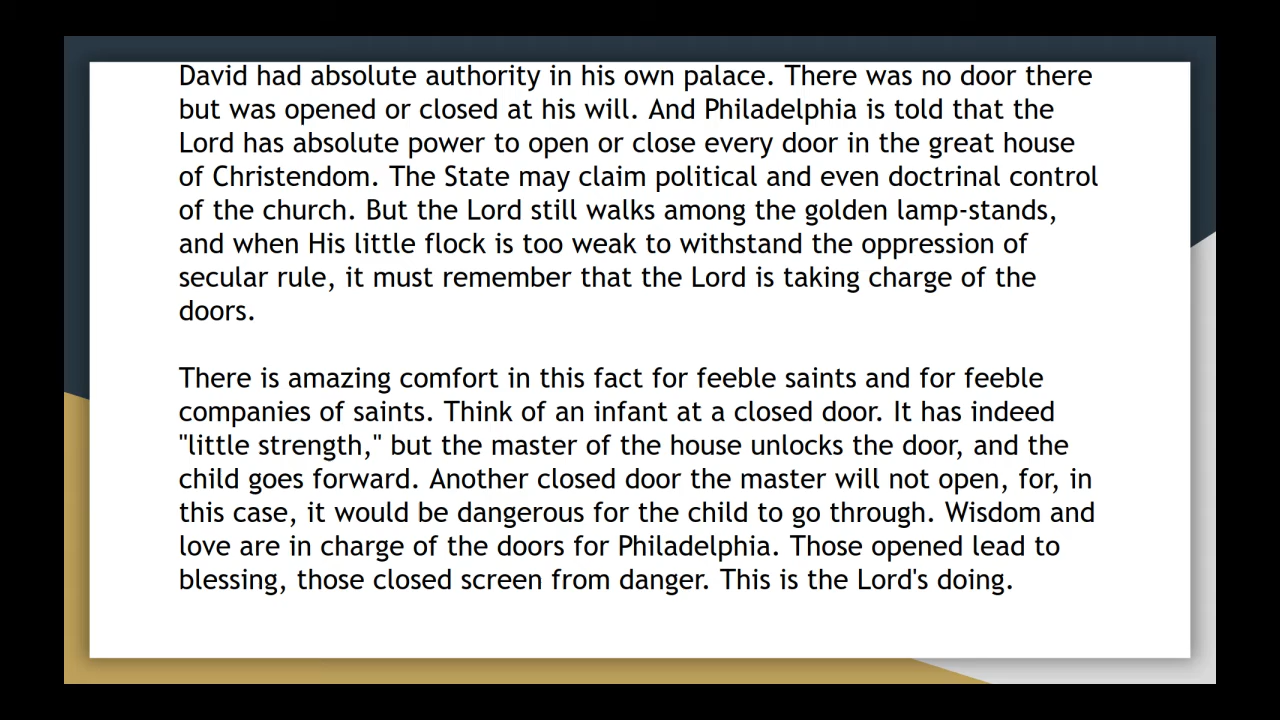 David had absolute authority in his own palace. There was no door there
but was opened or closed at his will. And Philadelphia is told that the
Lord has absolute power to open or close every door in the great house
of Christendom. The State may claim political and even doctrinal control
of the church. But the Lord still walks among the golden lamp-stands,
and when His little flock is too weak to withstand the oppression of
secular rule, it must remember that the Lord is taking charge of the
doors.
There is amazing comfort in this fact for feeble saints and for feeble
companies of saints. Think of an infant at a closed door. It has indeed
"little strength," but the master of the house unlocks the door, and the
child goes forward. Another closed door the master will not open, for, in
this case, it would be dangerous for the child to go through. Wisdom and
love are in charge of the doors for Philadelphia. Those opened lead to
blessing, those closed screen from danger. This is the Lord's doing.